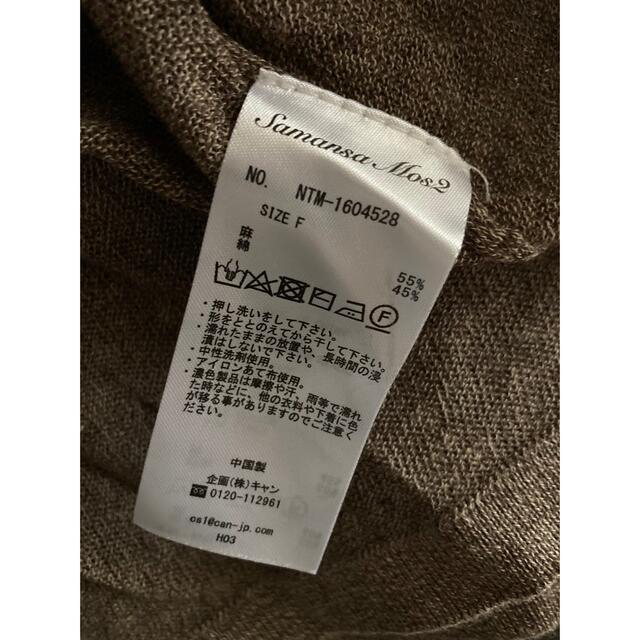 Samansa Mos2
NO. NTM-1604528
SIZE F
麻 55%
綿 45%
F
・押し洗いをして下さい。
・形をととのえてから干して下さい。
・濡れたままの放置や、長時間の浸
漬はしないで下さい。
・中性洗剤使用。
・アイロンあて布使用。
・濃色製品は摩擦や汗、雨等で濡れ
た時などに、他の衣料や下着に色
が移る事がありますのでご注意く
ださい。
中国製
企画(株)キャン
0120-112961
cs1@can-jp.com
H03